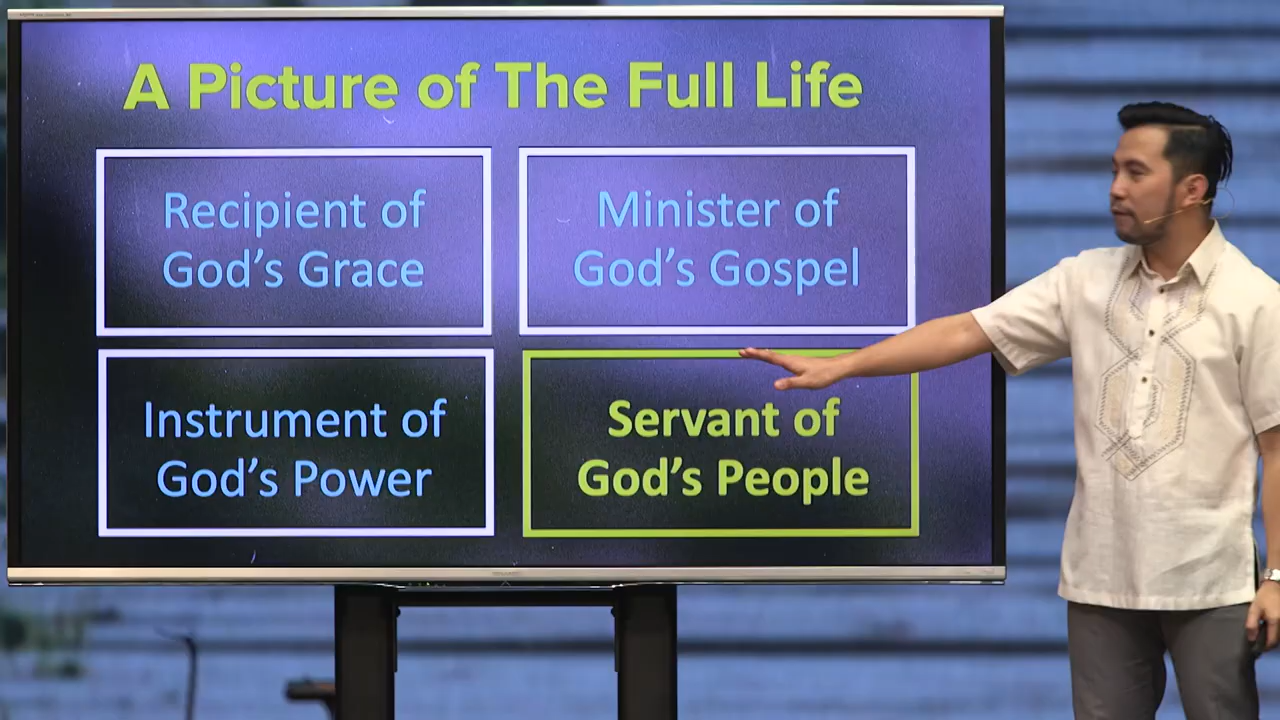 A Picture of The Full Life
Recipient of
God's Grace
Minister of
God's Gospel
Instrument of
God's Power
Servant of
God's People